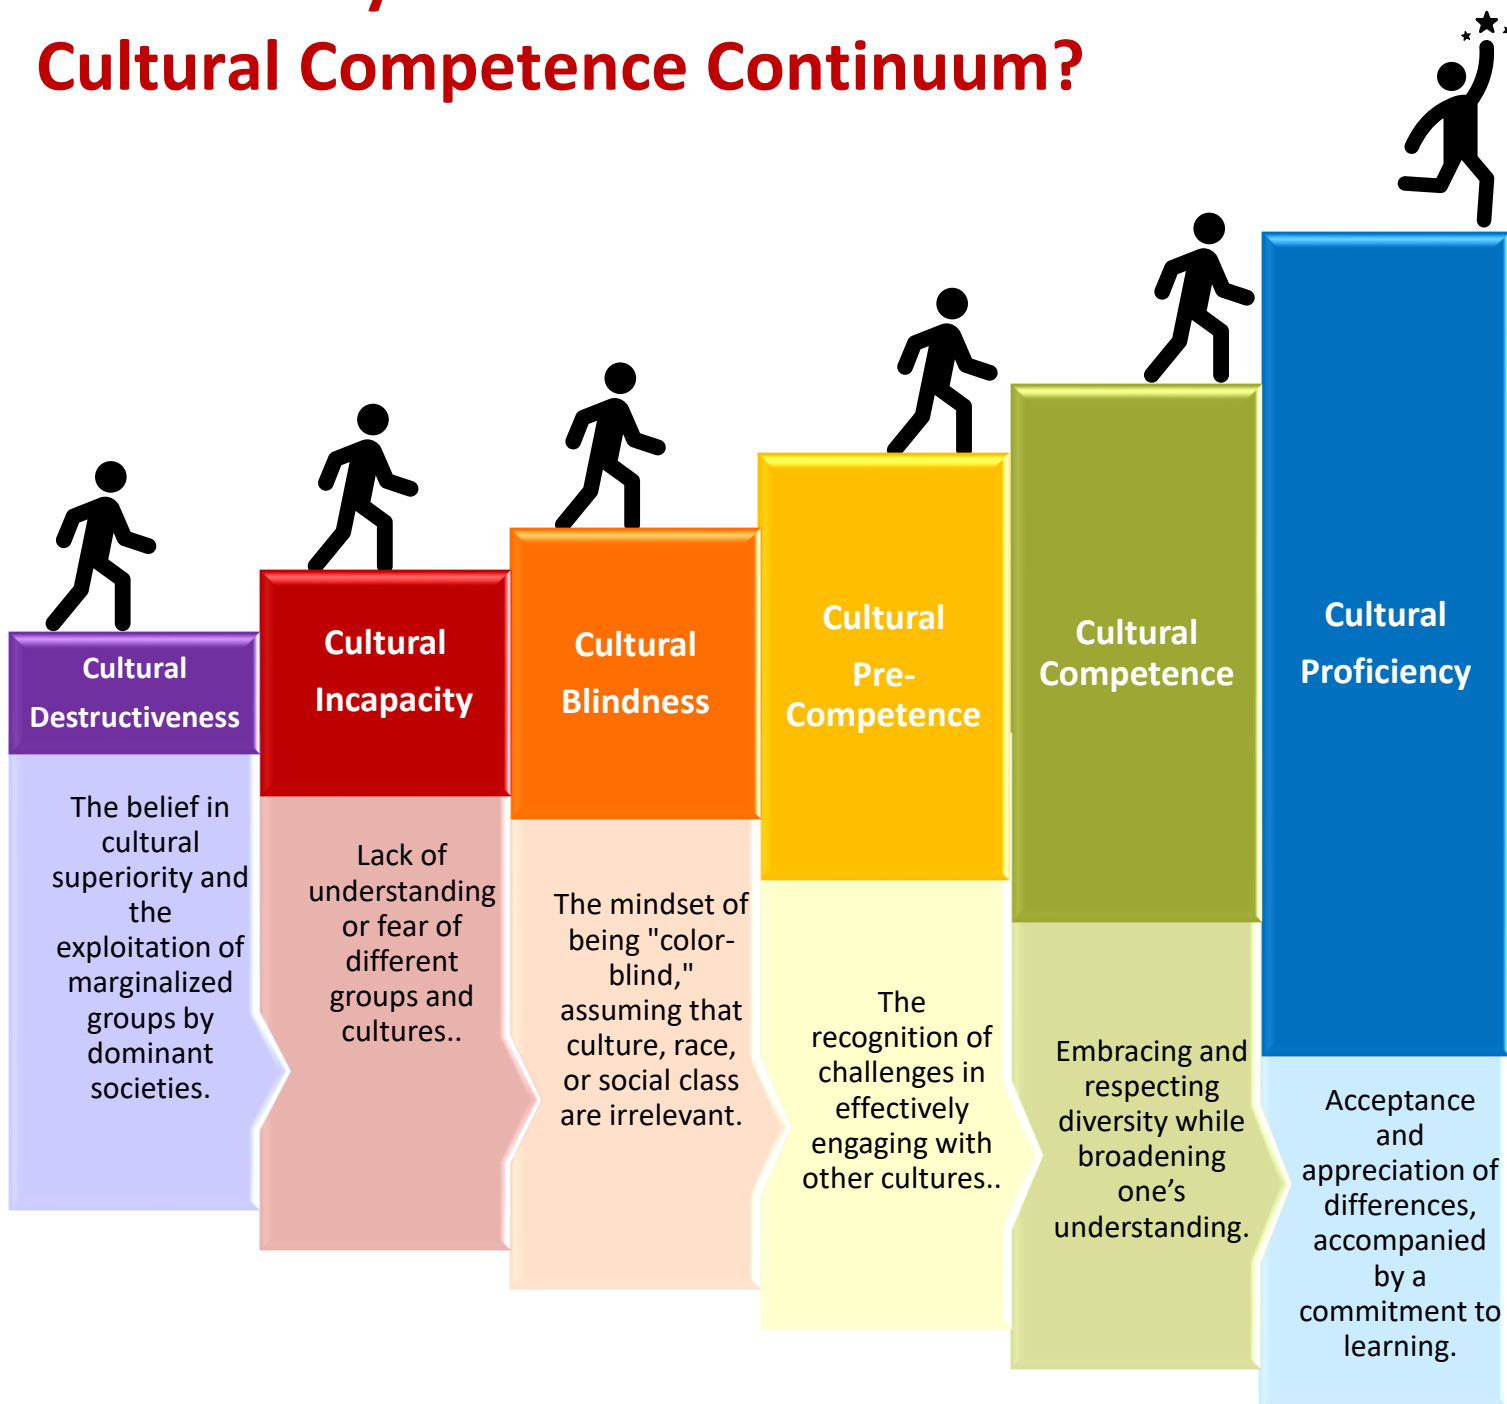 Cultural Competence Continuum?
Cultural
Destructiveness
The belief in
cultural
superiority and
the
exploitation of
marginalized
groups by
dominant
societies.
Cultural
Incapacity
Lack of
understanding
or fear of
different
groups and
cultures..
Cultural
Blindness
The mindset of
being "color-
blind,"
assuming that
culture, race,
or social class
are irrelevant.
Cultural
Pre-
Competence
The
recognition of
challenges in
effectively
engaging with
other cultures..
Cultural
Competence
Embracing and
respecting
diversity while
broadening
one’s
understanding.
Cultural
Proficiency
Acceptance
and
appreciation of
differences,
accompanied
by a
commitment to
learning.